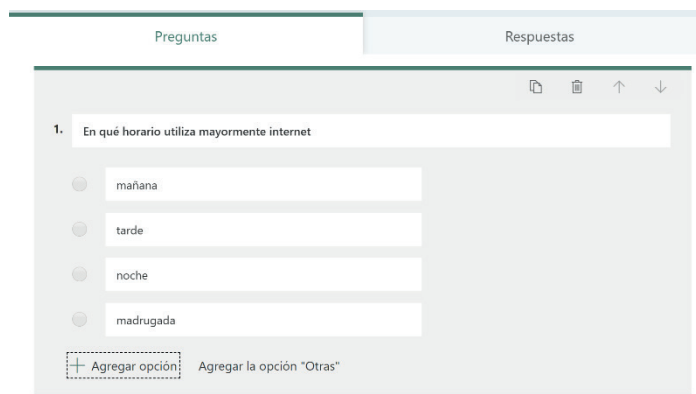 Preguntas
Respuestas
1. En qué horario utiliza mayormente internet
mañana
tarde
noche
madrugada
Agregar opción Agregar la opción "Otras"